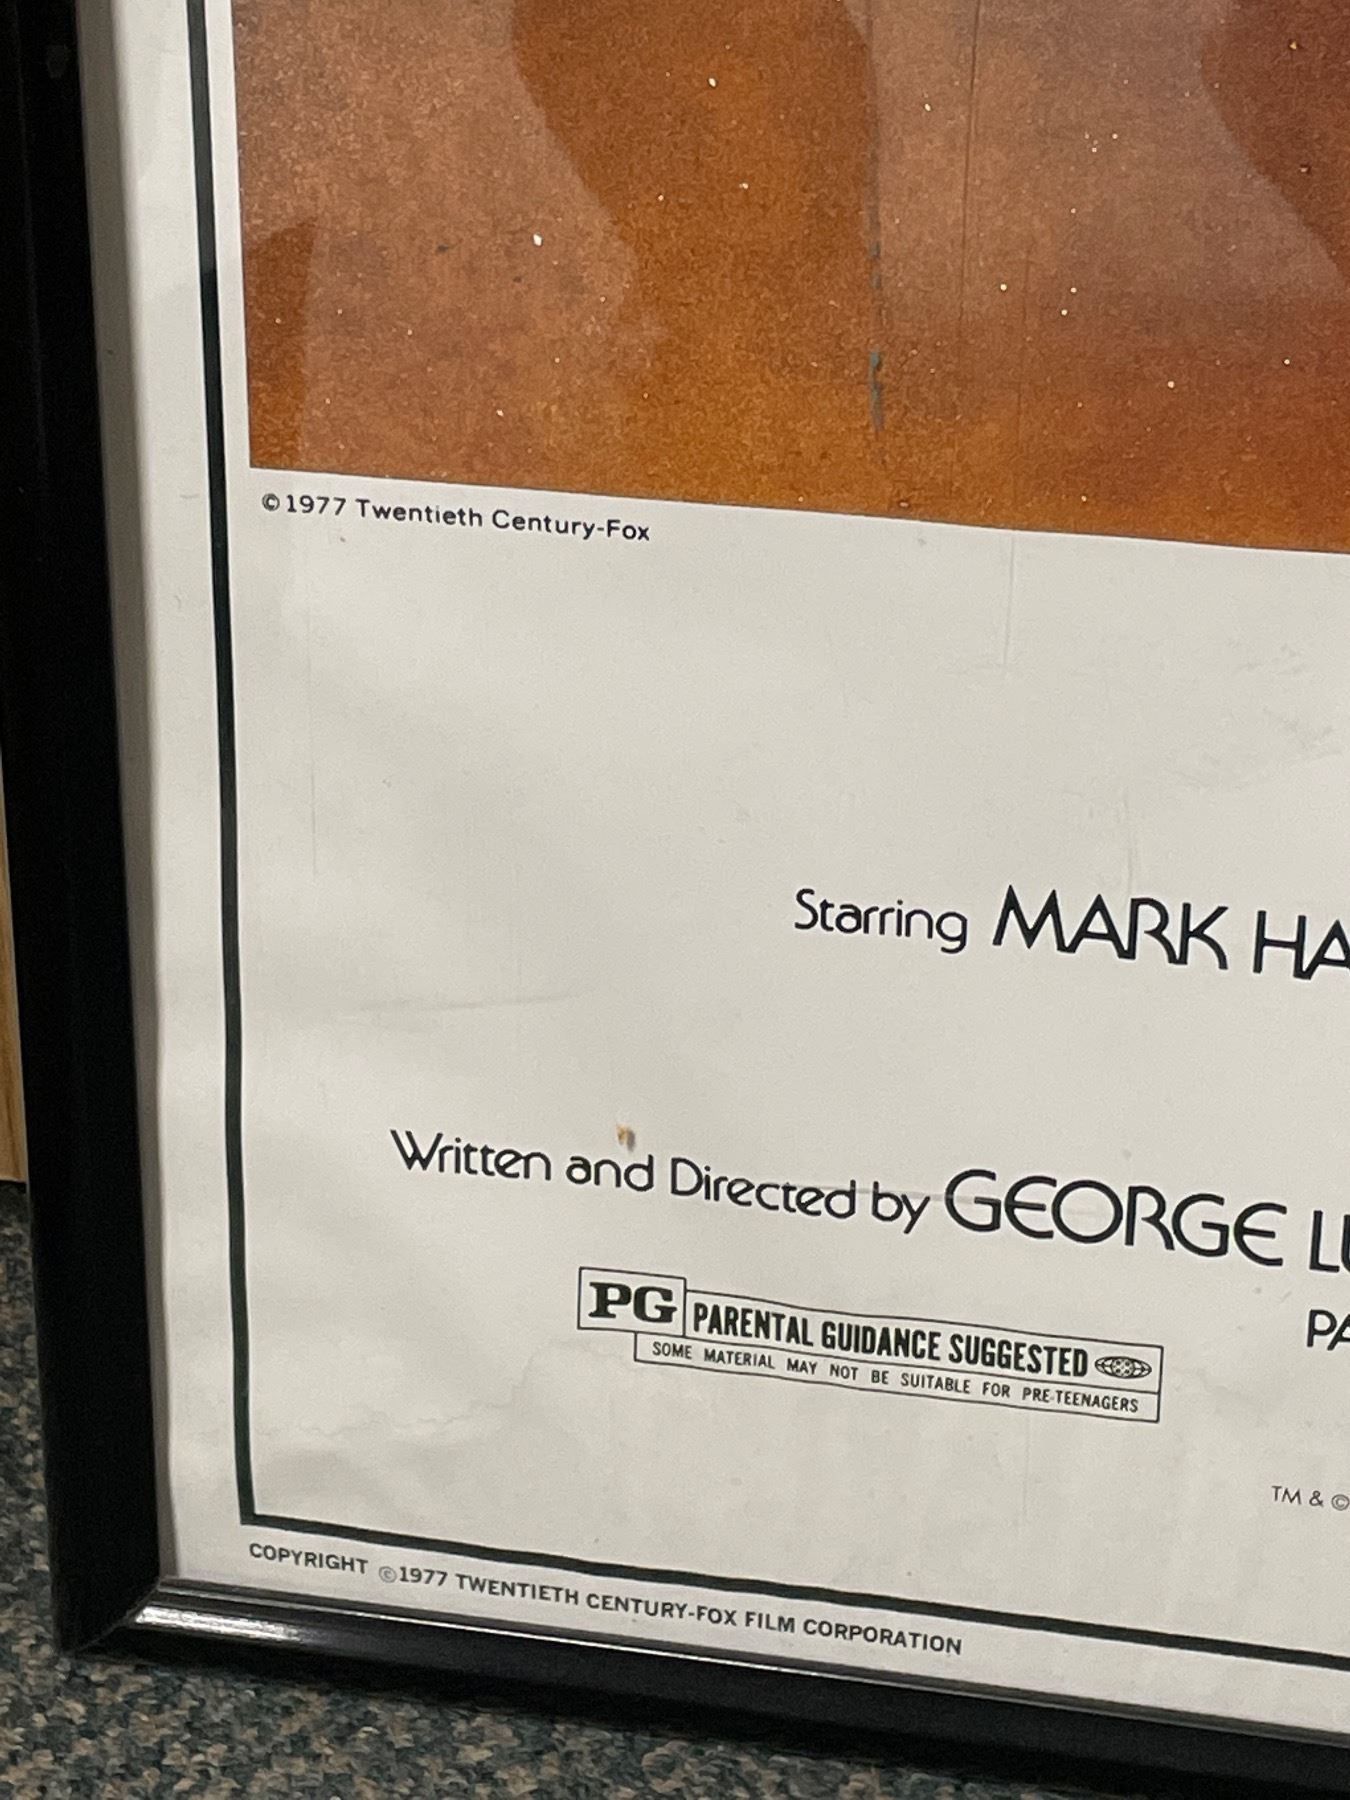 ©1977 Twentieth Century-Fox
Starring MARK HA
Written and Directed by GEORGE LU
PA
PG PARENTAL GUIDANCE SUGGESTED
SOME MATERIAL MAY NOT BE SUITABLE FOR PRE-TEENAGERS
TM & ©
COPYRIGHT ©1977 TWENTIETH CENTURY-FOX FILM CORPORATION